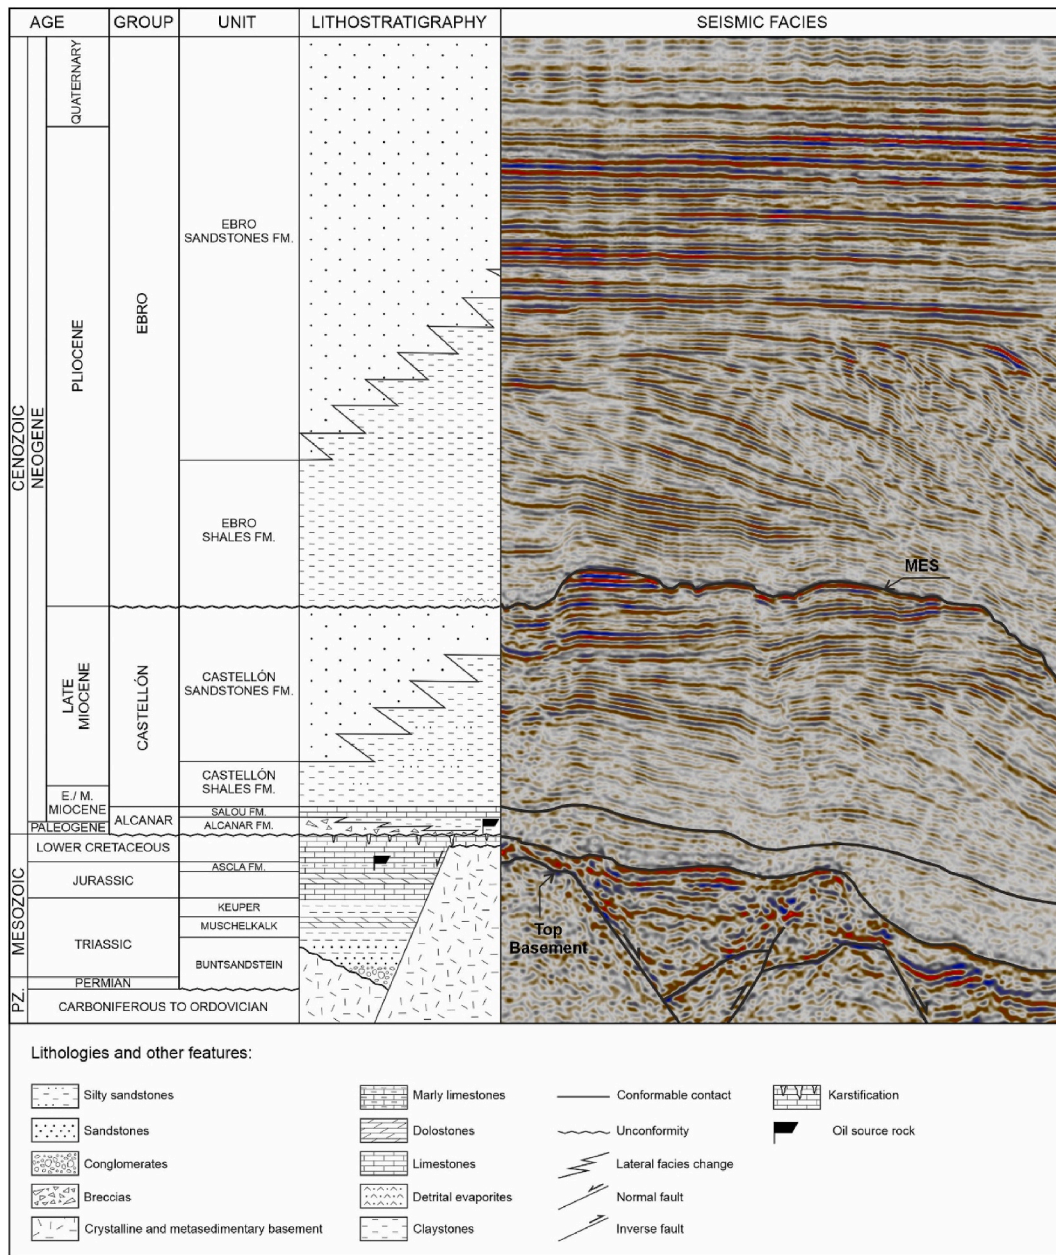 AGE
GROUP
UNIT
LITHOSTRATIGRAPHY
SEISMIC FACIES
CENOZOIC
NEOGENE
QUATERNARY
PLIOCENE
EBRO
EBRO
SANDSTONES FM.
EBRO
SHALES FM.
MES
LATE
MIOCENE
CASTELLÓN
CASTELLÓN
SANDSTONES FM.
CASTELLÓN
SHALES FM.
E./ M.
MIOCENE
PALEOGENE
ALCANAR
SALOU FM.
ALCANAR FM.
MESOZOIC
LOWER CRETACEOUS
ASCLA FM.
JURASSIC
TRIASSIC
KEUPER
MUSCHELKALK
BUNTSANDSTEIN
Top
Basement
PZ.
PERMIAN
CARBONIFEROUS TO ORDOVICIAN
Lithologies and other features:
Silty sandstones
Sandstones
Conglomerates
Breccias
Crystalline and metasedimentary basement
Marly limestones
Dolostones
Limestones
Detrital evaporites
Claystones
Conformable contact
Unconformity
Lateral facies change
Normal fault
Inverse fault
Karstification
Oil source rock